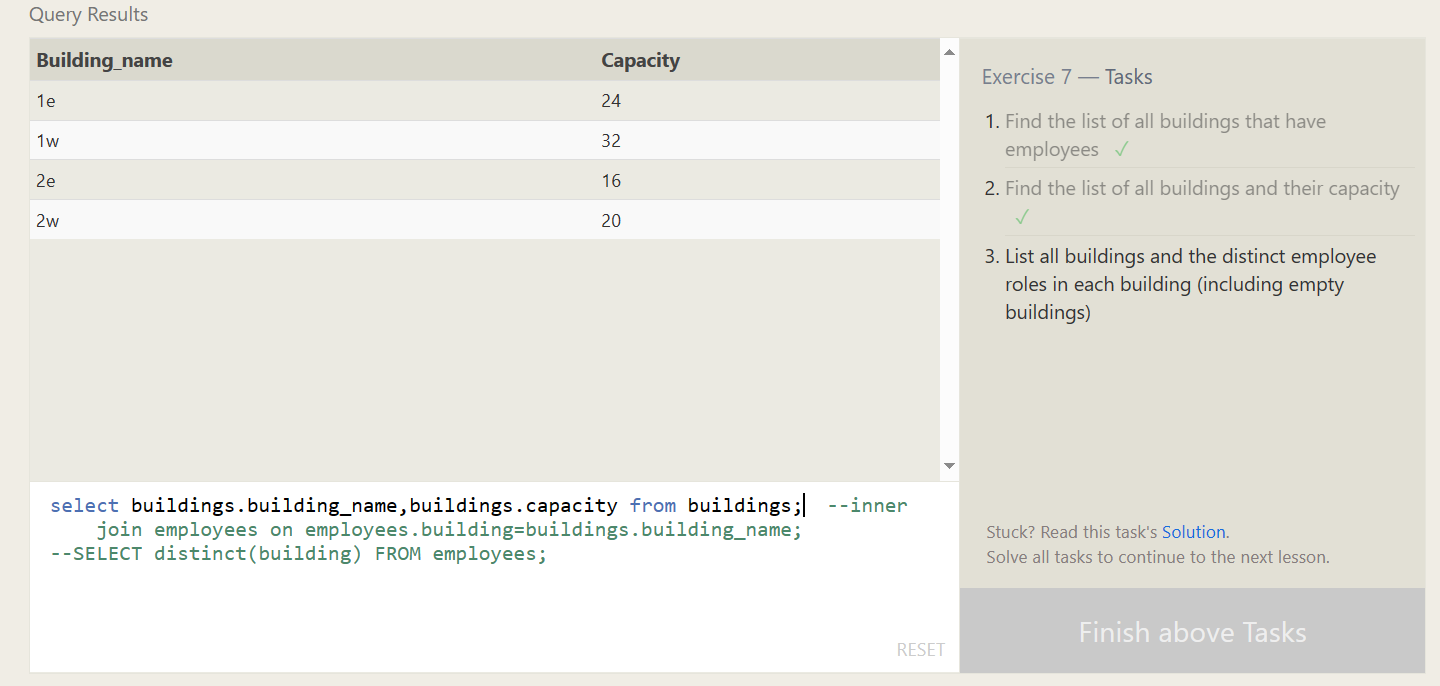 Query Results
Building_name Capacity
1e 24
1w 32
2e 16
2w 20
select buildings.building_name,buildings.capacity from buildings;  --inner
join employees on employees.building=buildings.building_name;
--SELECT distinct(building) FROM employees;
RESET
Exercise 7 — Tasks
1. Find the list of all buildings that have
employees ✓
2. Find the list of all buildings and their capacity
✓
3. List all buildings and the distinct employee
roles in each building (including empty
buildings)
Stuck? Read this task's Solution.
Solve all tasks to continue to the next lesson.
Finish above Tasks